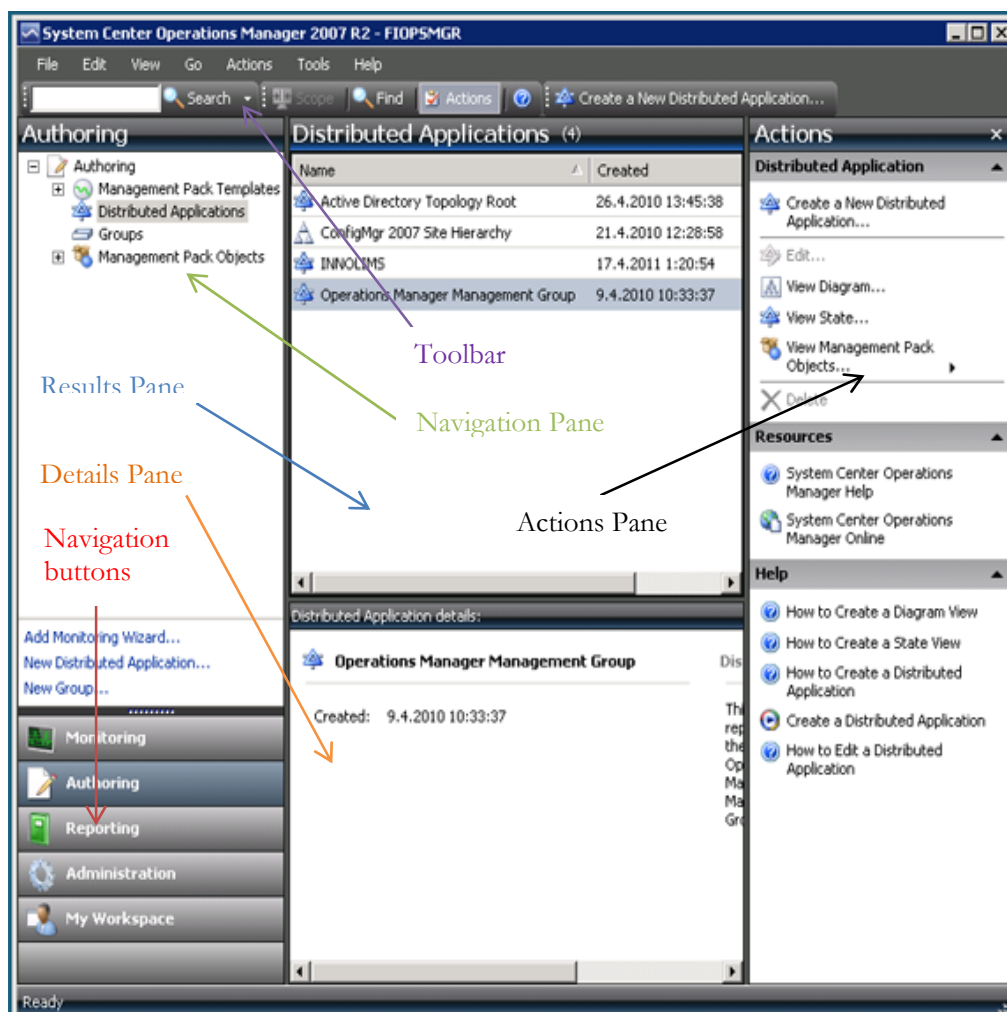 System Center Operations Manager 2007 R2 - FIOPSMGR
File Edit View Go Actions Tools Help
Search Scope Find Actions Create a New Distributed Application...
Authoring
Authoring
Management Pack Templates
Distributed Applications
Groups
Management Pack Objects
Results Pane
Details Pane
Navigation
buttons
Add Monitoring Wizard...
New Distributed Application...
New Group...
Monitoring
Authoring
Reporting
Administration
My Workspace
Distributed Applications (4)
Name Created
Active Directory Topology Root 26.4.2010 13:45:38
ConfigMgr 2007 Site Hierarchy 21.4.2010 12:28:58
INNOLIMS 17.4.2011 1:20:54
Operations Manager Management Group 9.4.2010 10:33:37
Toolbar
Navigation Pane
Actions Pane
Distributed Application details:
Operations Manager Management Group Dis
Created: 9.4.2010 10:33:37
Thi
rep
the
Op
Ma
Ma
Gro
Actions
Distributed Application
Create a New Distributed
Application...
Edit...
View Diagram...
View State...
View Management Pack
Objects...
Delete
Resources
System Center Operations
Manager Help
System Center Operations
Manager Online
Help
How to Create a Diagram View
How to Create a State View
How to Create a Distributed
Application
Create a Distributed Application
How to Edit a Distributed
Application
Ready